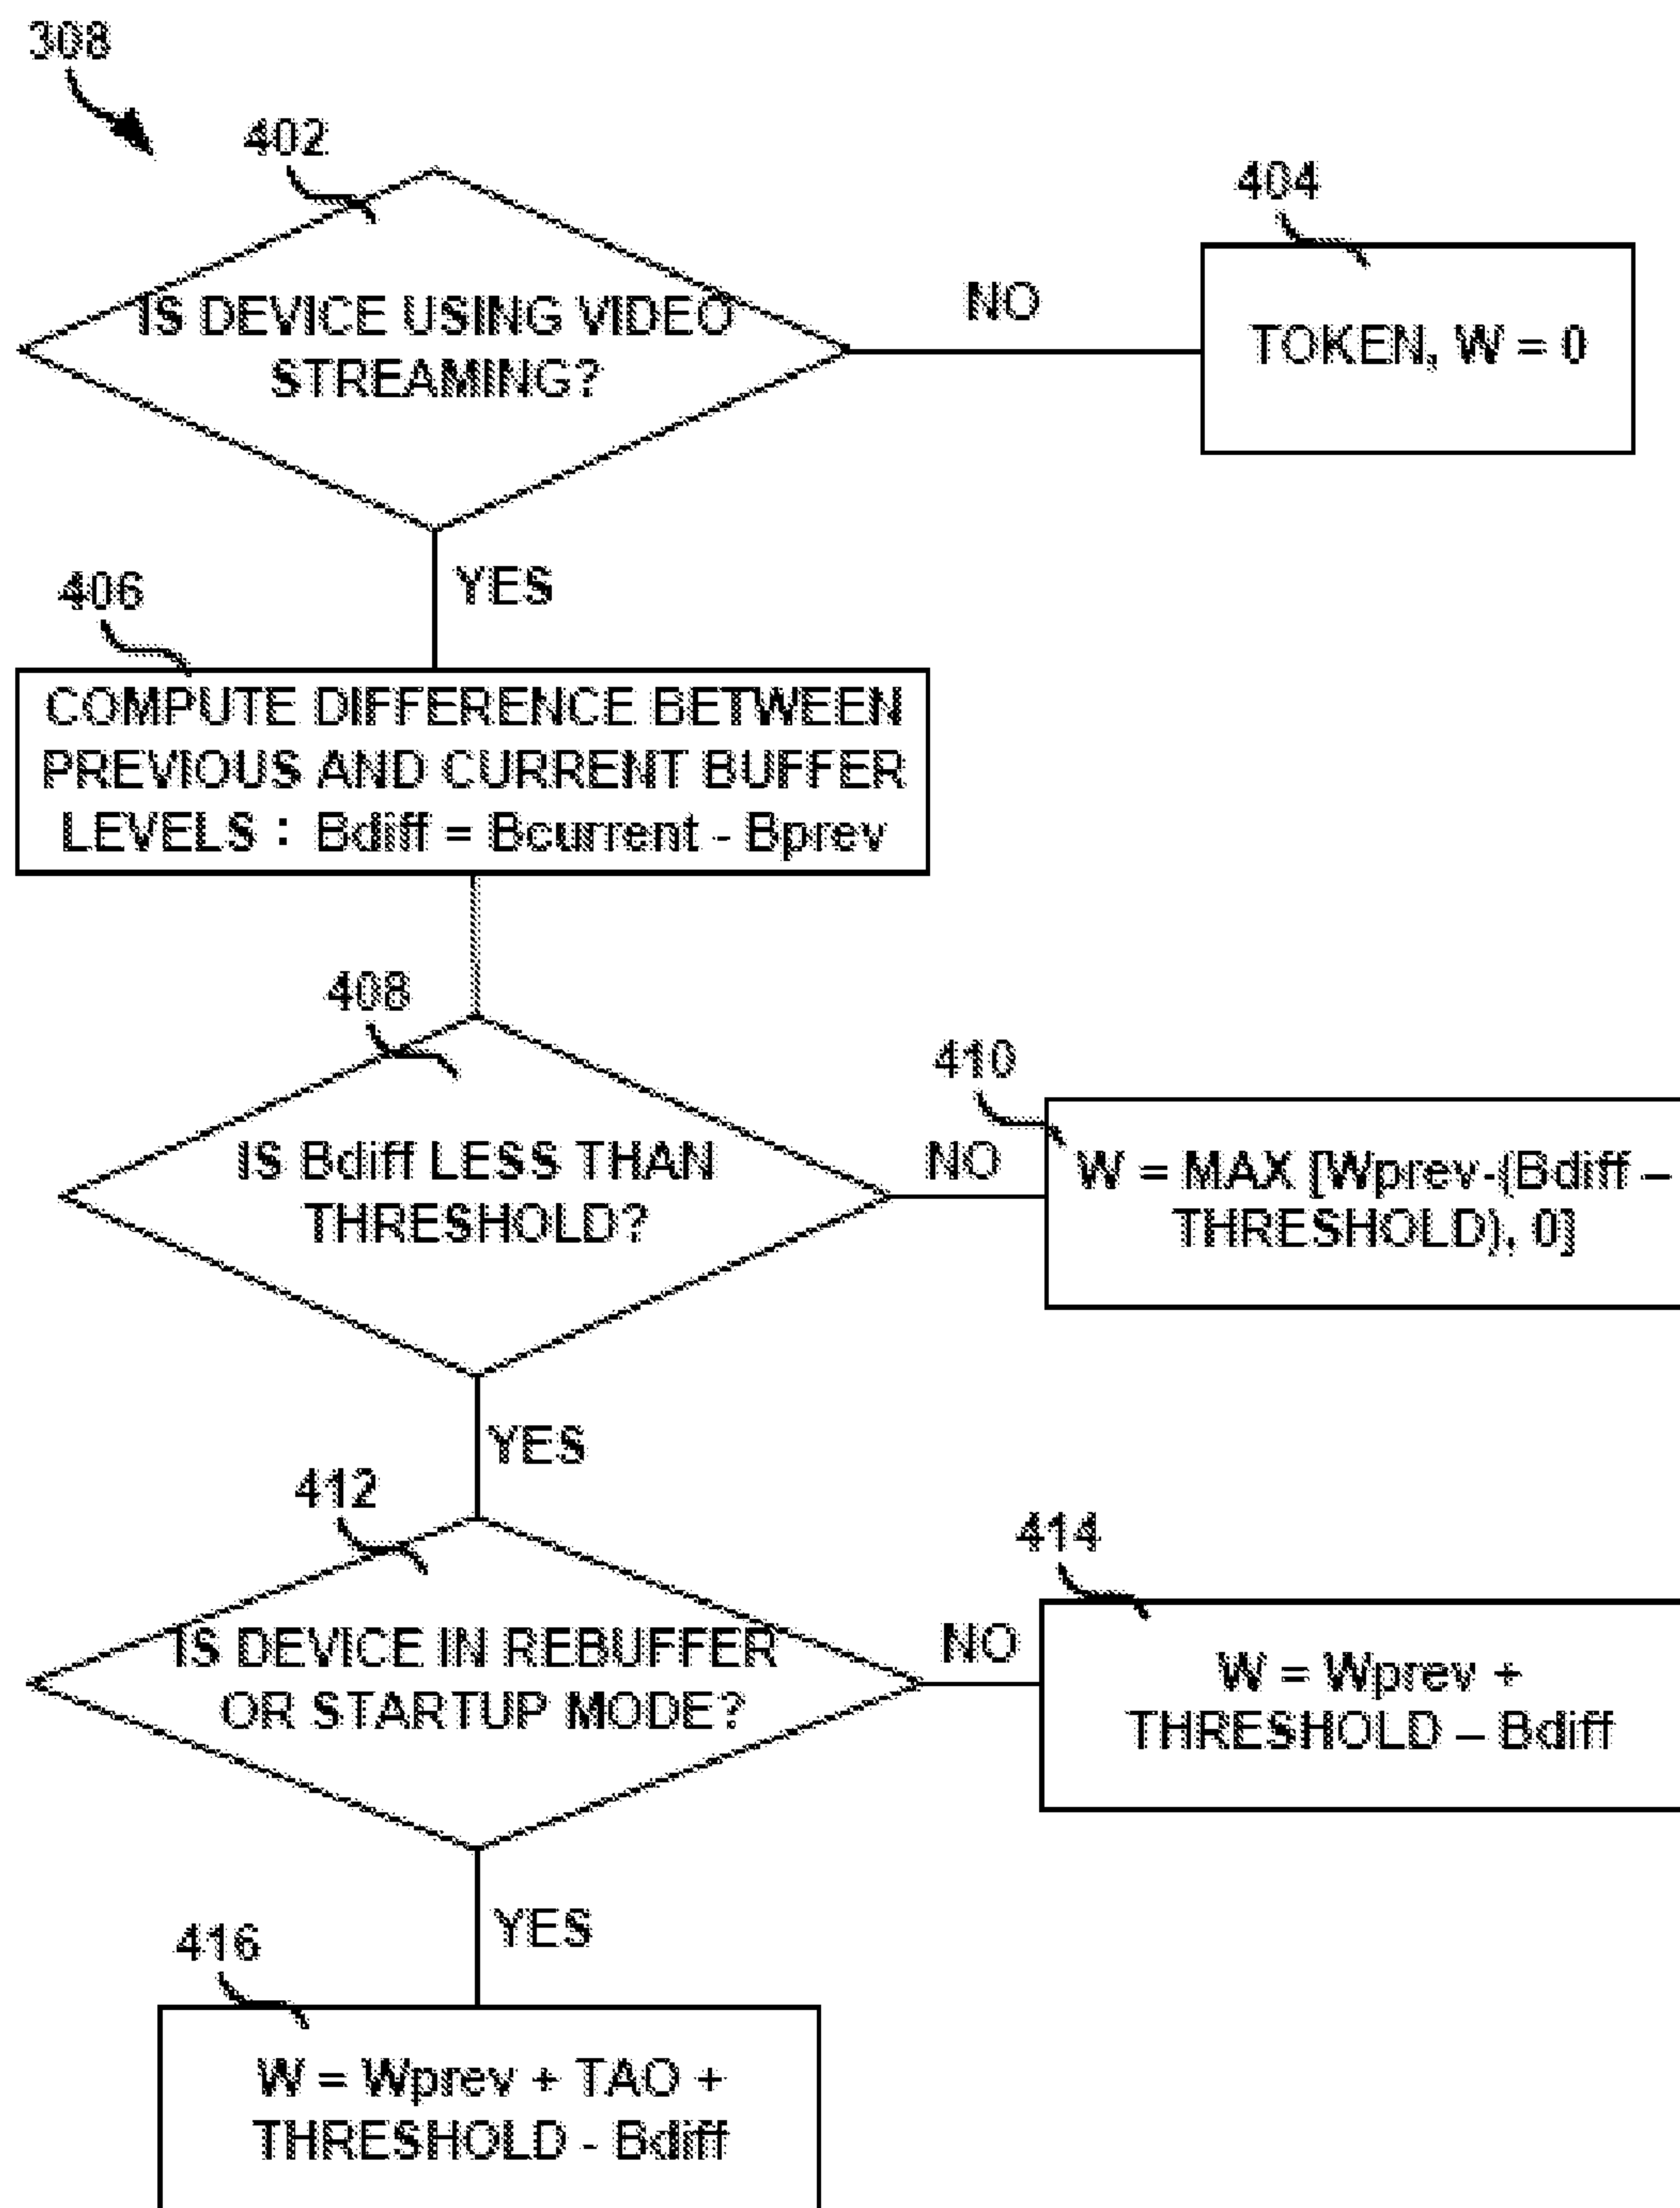 308
402
IS DEVICE USING VIDEO
STREAMING?
NO
404
TOKEN, W = 0
YES
406
COMPUTE DIFFERENCE BETWEEN
PREVIOUS AND CURRENT BUFFER
LEVELS : Bdiff = Bcurrent - Bprev
408
IS Bdiff LESS THAN
THRESHOLD?
NO
410
W = MAX [Wprev-(Bdiff –
THRESHOLD), 0]
YES
412
IS DEVICE IN REBUFFER
OR STARTUP MODE?
NO
414
W = Wprev +
THRESHOLD – Bdiff
YES
416
W = Wprev + TAO +
THRESHOLD - Bdiff